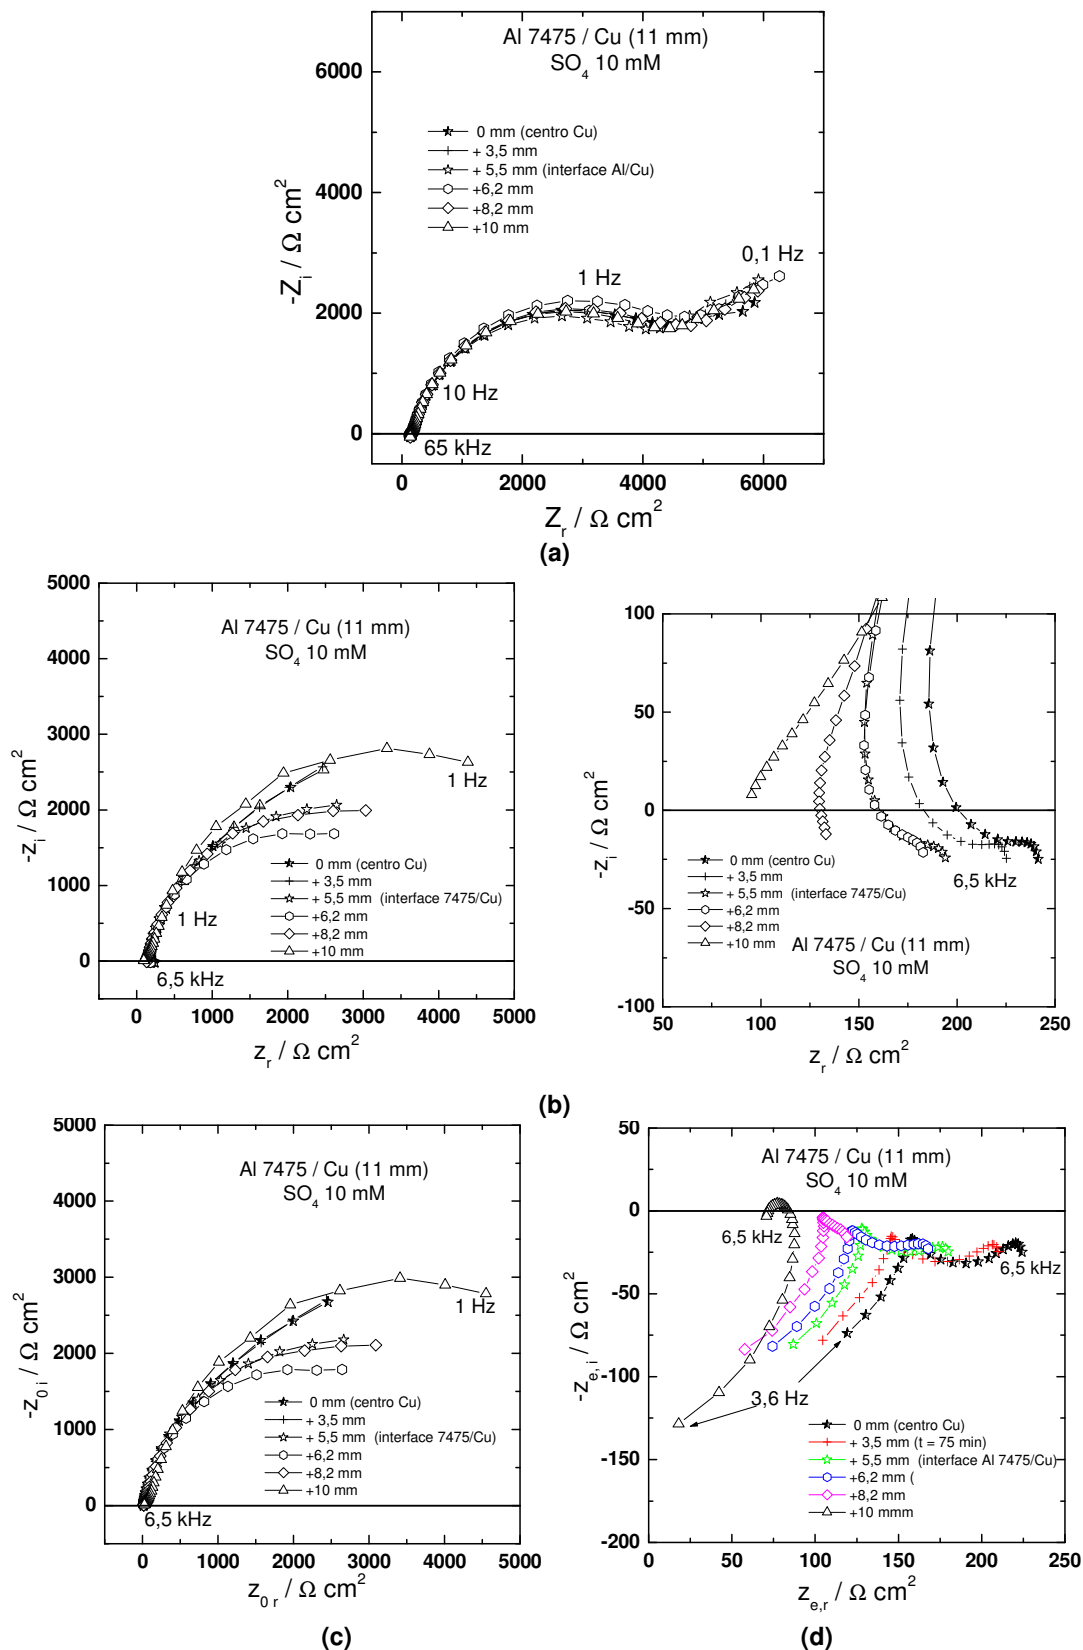 Al 7475 / Cu (11 mm)
SO4 10 mM
0 mm (centro Cu)
+ 3,5 mm
+ 5,5 mm (interface Al/Cu)
+6,2 mm
+8,2 mm
+10 mm
6000
4000
2000
0
-Z i / Ω cm2
65 kHz
10 Hz
1 Hz
0,1 Hz
0 2000 4000 6000
Z r / Ω cm2
(a)
5000
4000
3000
2000
1000
0
-z i / Ω cm2
Al 7475 / Cu (11 mm)
SO4 10 mM
1 Hz
1 Hz
6,5 kHz
0 mm (centro Cu)
+ 3,5 mm
+ 5,5 mm (interface 7475/Cu)
+6,2 mm
+8,2 mm
+10 mm
0 1000 2000 3000 4000 5000
z r / Ω cm2
100
50
0
-50
-100
-z i / Ω cm2
6,5 kHz
0 mm (centro Cu)
+ 3,5 mm
+ 5,5 mm (interface 7475/Cu)
+6,2 mm
+8,2 mm
+10 mm
Al 7475 / Cu (11 mm)
SO4 10 mM
50 100 150 200 250
z r / Ω cm2
(b)
5000
4000
3000
2000
1000
0
-z 0 i / Ω cm2
Al 7475 / Cu (11 mm)
SO4 10 mM
1 Hz
6,5 kHz
0 mm (centro Cu)
+ 3,5 mm
+ 5,5 mm (interface 7475/Cu)
+6,2 mm
+8,2 mm
+10 mm
0 1000 2000 3000 4000 5000
z 0 r / Ω cm2
(c)
50
0
-50
-100
-150
-200
-z e, i / Ω cm2
Al 7475 / Cu (11 mm)
SO4 10 mM
6,5 kHz
6,5 kHz
3,6 Hz
0 mm (centro Cu)
+ 3,5 mm (t = 75 min)
+ 5,5 mm (interface Al 7475/Cu)
+6,2 mm (
+8,2 mm
+10 mmm
0 50 100 150 200 250
z e,r / Ω cm2
(d)